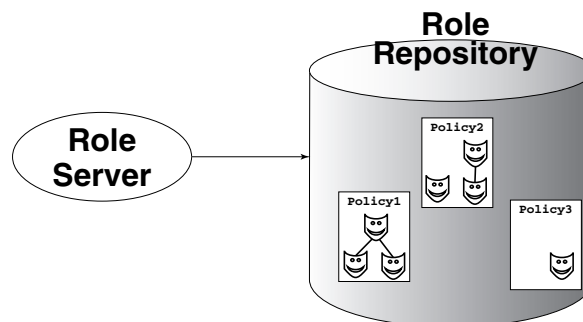 Role
Repository
Role
Server
Policy2
Policy1
Policy3